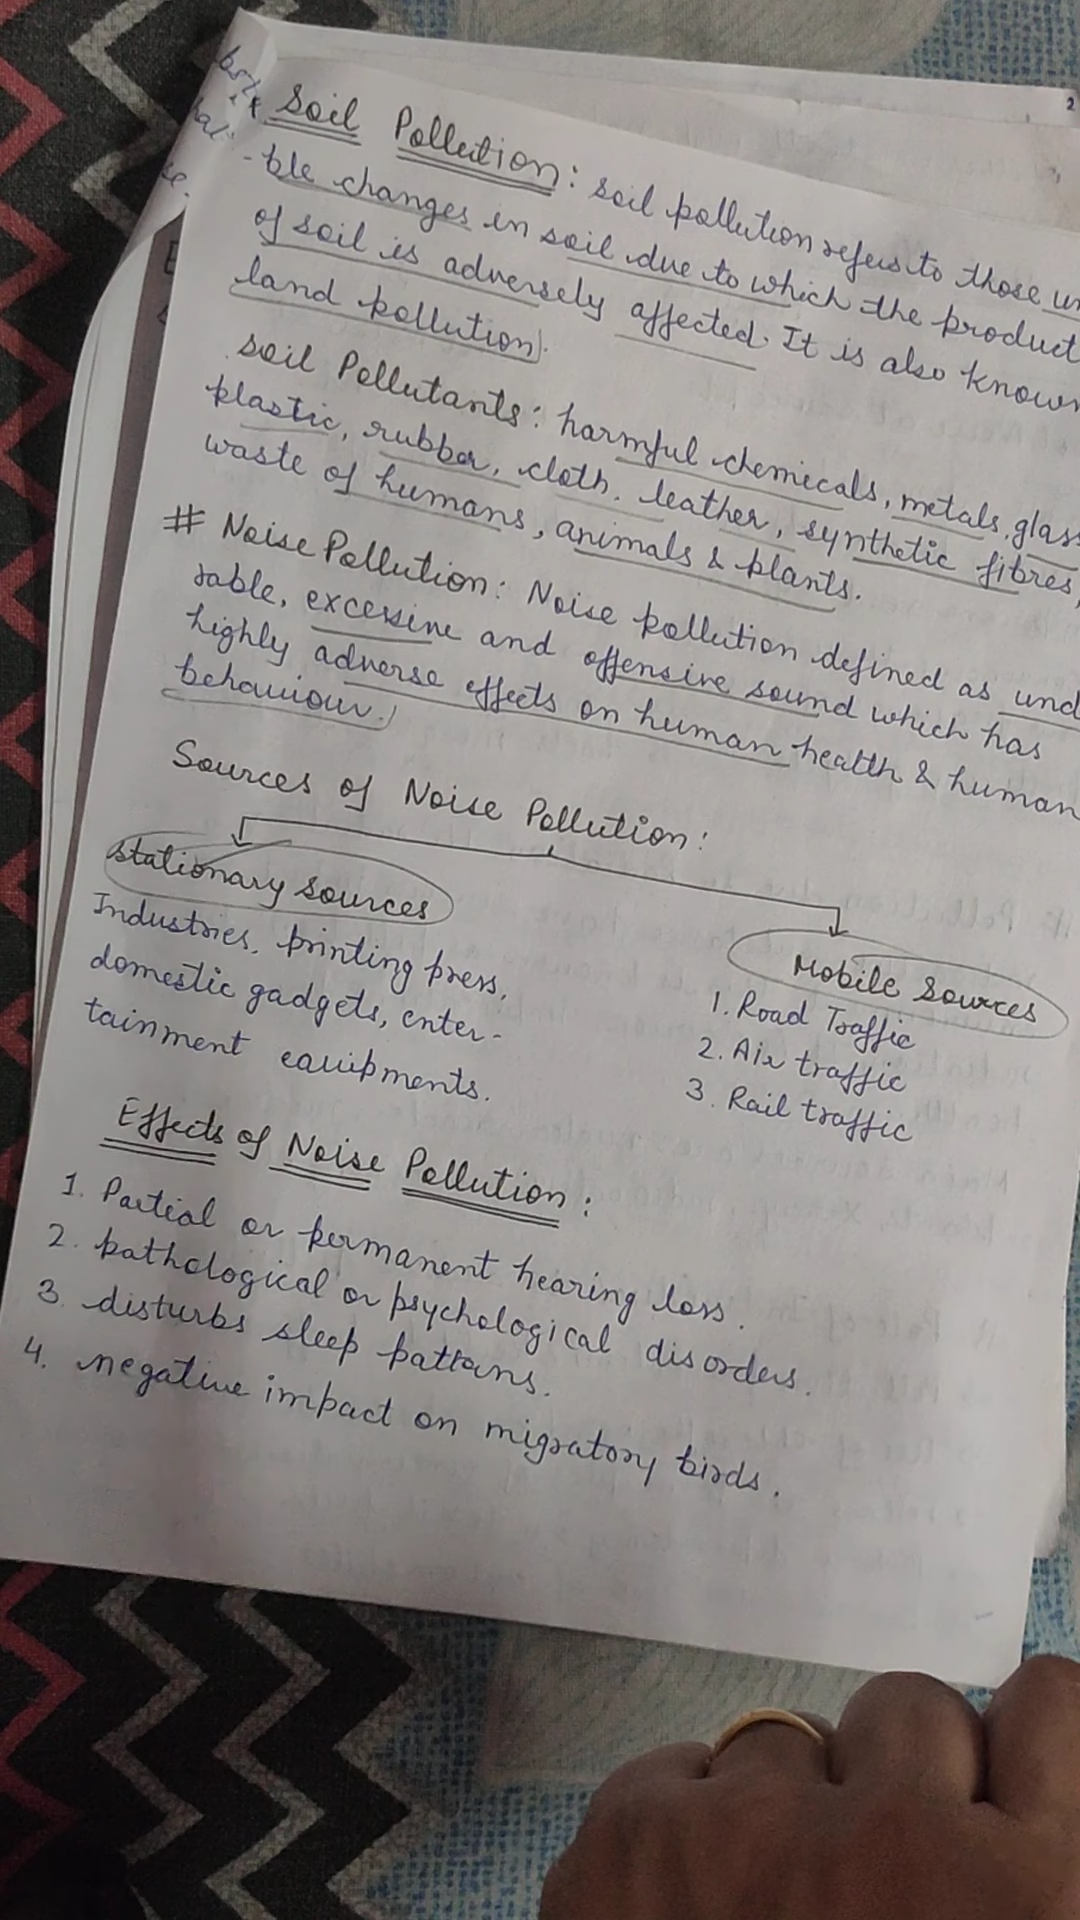 * Soil Pollution: soil pollution refers to those un
-ble changes in soil due to which the product
of soil is adversely affected. It is also known
land pollution).
soil Pollutants: harmful chemicals, metals, glass
plastic, rubber, cloth, leather, synthetic fibres,
waste of humans, animals & plants.
# Noise Pollution: Noise pollution defined as und
rable, excessive and offensive sound which has
highly adverse effects on human health & human
behaviour.)
Sources of Noise Pollution:
Stationary Sources
Industries, printing press,
domestic gadgets, enter-
tainment equipments.
Mobile Sources
1. Road Traffic
2. Air traffic
3. Rail traffic
Effects of Noise Pollution:
1. Partial or permanent hearing loss.
2. pathological or psychological disorders.
3. disturbs sleep patterns.
4. negative impact on migratory birds.
2